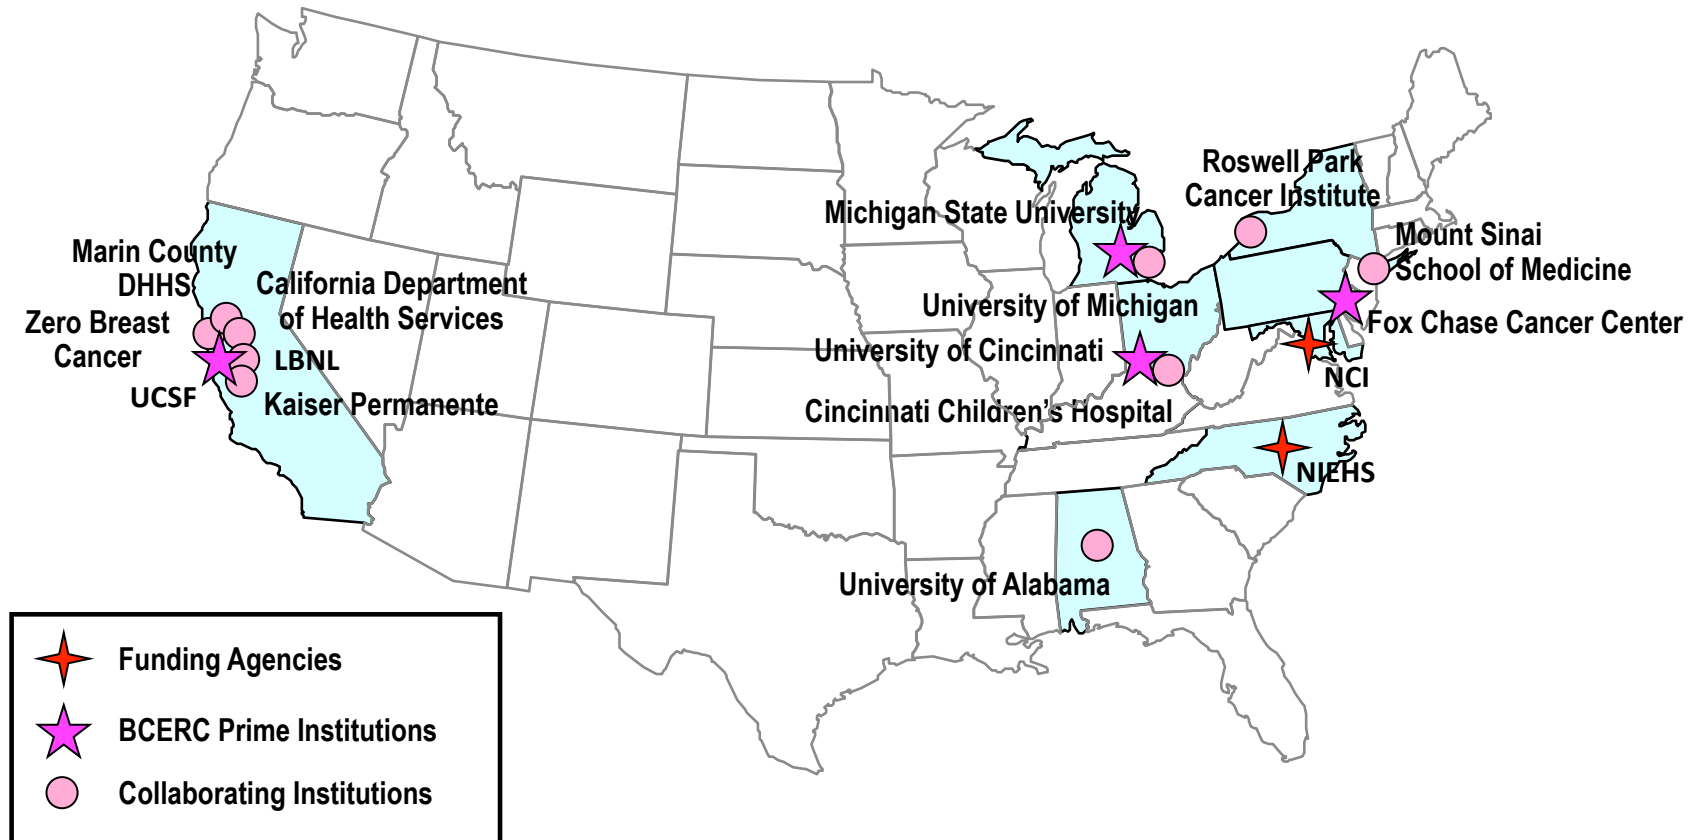 Roswell Park
Cancer Institute
Michigan State University
Mount Sinai
School of Medicine
Marin County
DHHS
California Department
of Health Services
University of Michigan
Zero Breast
Cancer
Fox Chase Cancer Center
University of Cincinnati
LBNL
NCI
UCSF
Kaiser Permanente
Cincinnati Children's Hospital
NIEHS
University of Alabama
Funding Agencies
BCERC Prime Institutions
Collaborating Institutions